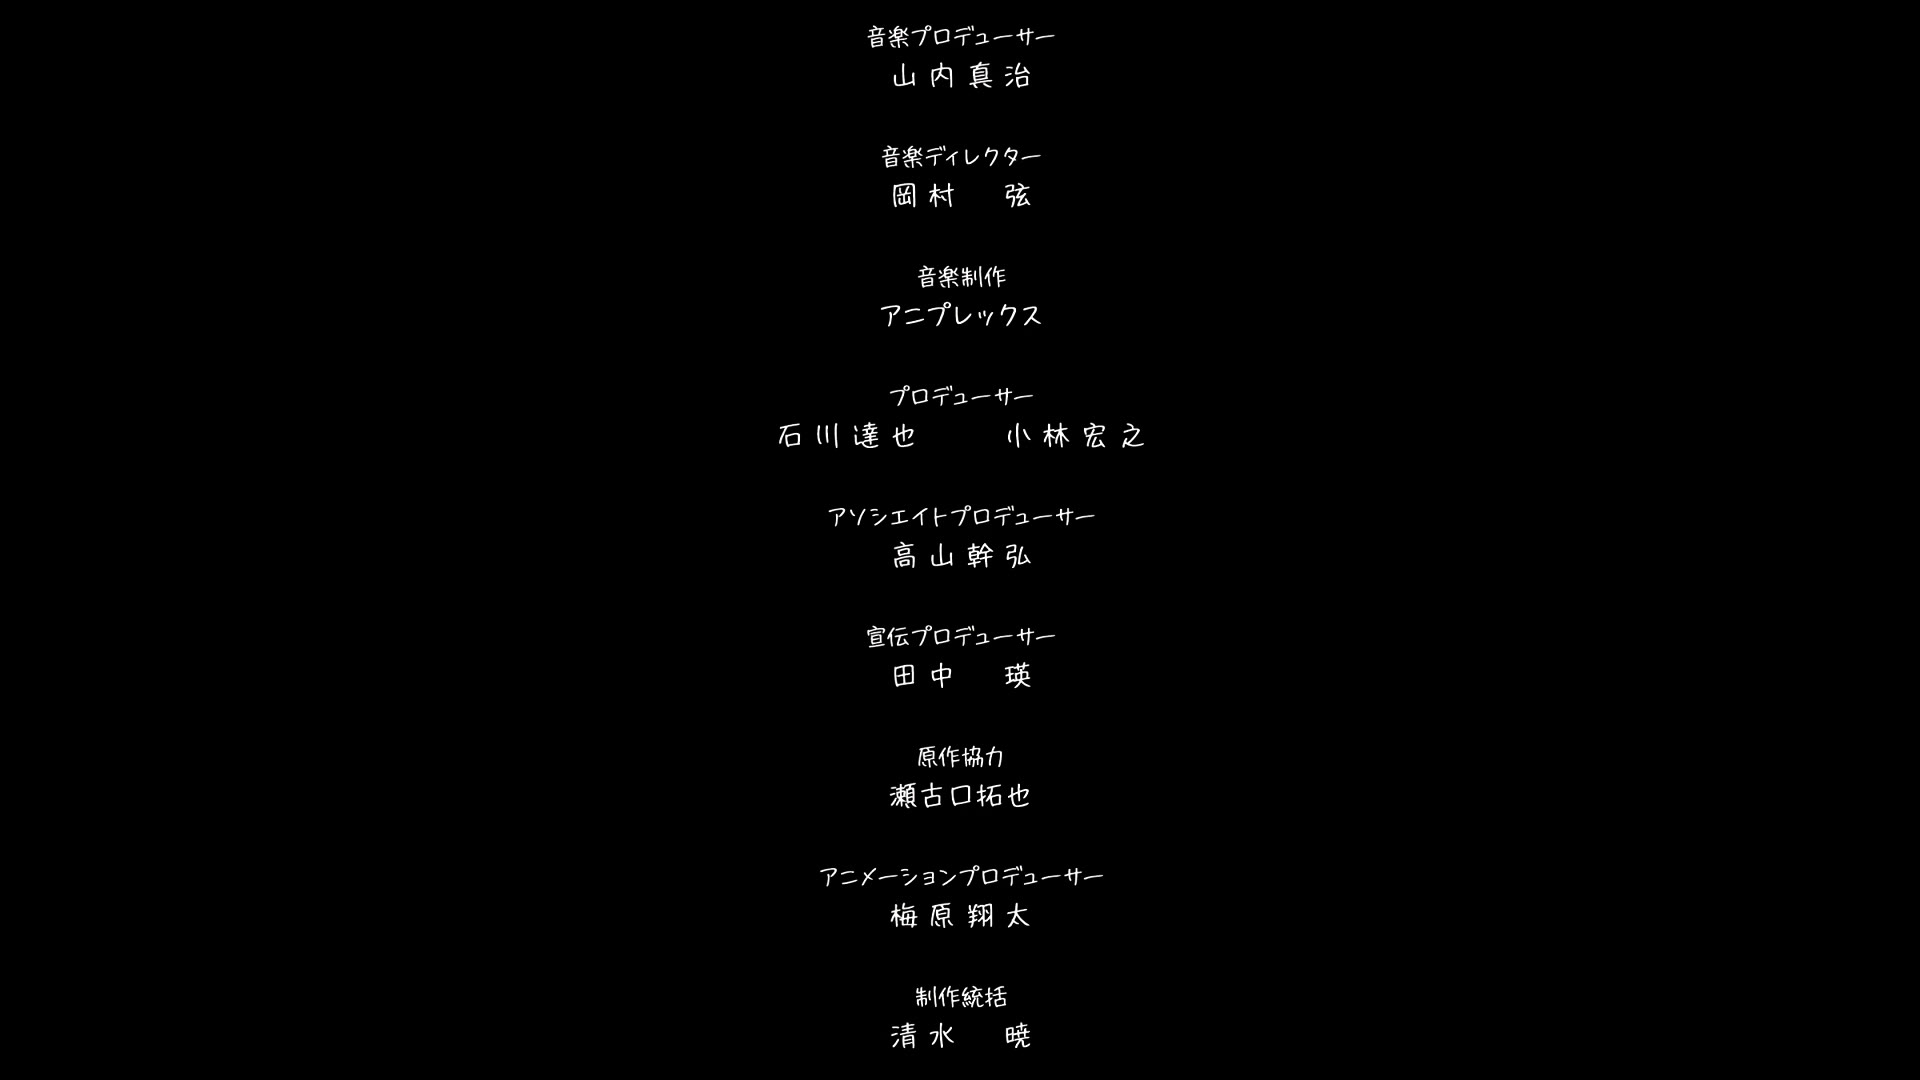 音楽プロデューサー
山内真治
音楽ディレクター
岡村　弦
音楽制作
アニプレックス
プロデューサー
石川達也　　小林宏之
アソシエイトプロデューサー
高山幹弘
宣伝プロデューサー
田中　瑛
原作協力
瀬古口拓也
アニメーションプロデューサー
梅原翔太
制作統括
清水　暁